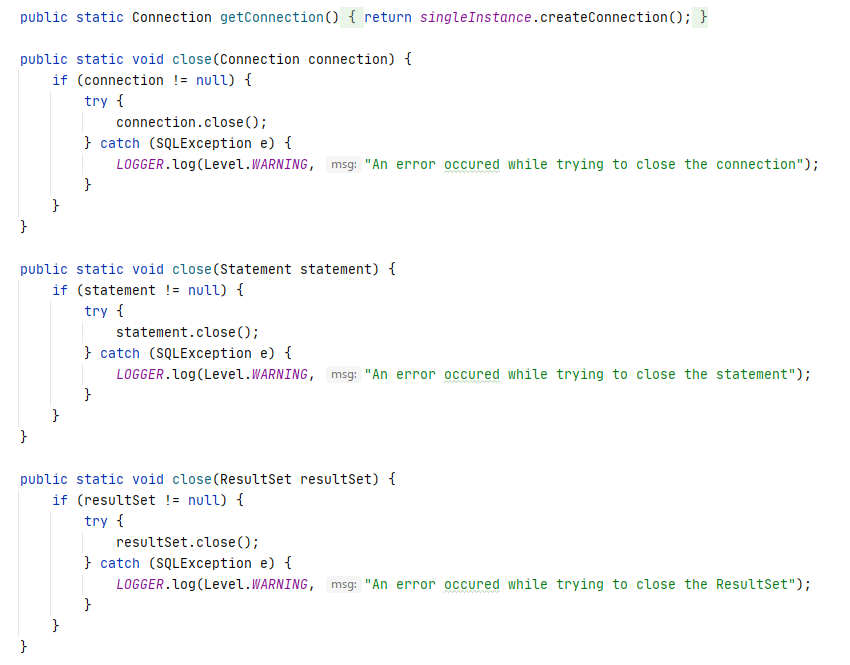 public static Connection getConnection() { return singleInstance.createConnection(); }
public static void close(Connection connection) {
    if (connection != null) {
        try {
            connection.close();
        } catch (SQLException e) {
            LOGGER.log(Level.WARNING, msg: "An error occured while trying to close the connection");
        }
    }
}
public static void close(Statement statement) {
    if (statement != null) {
        try {
            statement.close();
        } catch (SQLException e) {
            LOGGER.log(Level.WARNING, msg: "An error occured while trying to close the statement");
        }
    }
}
public static void close(ResultSet resultSet) {
    if (resultSet != null) {
        try {
            resultSet.close();
        } catch (SQLException e) {
            LOGGER.log(Level.WARNING, msg: "An error occured while trying to close the ResultSet");
        }
    }
}